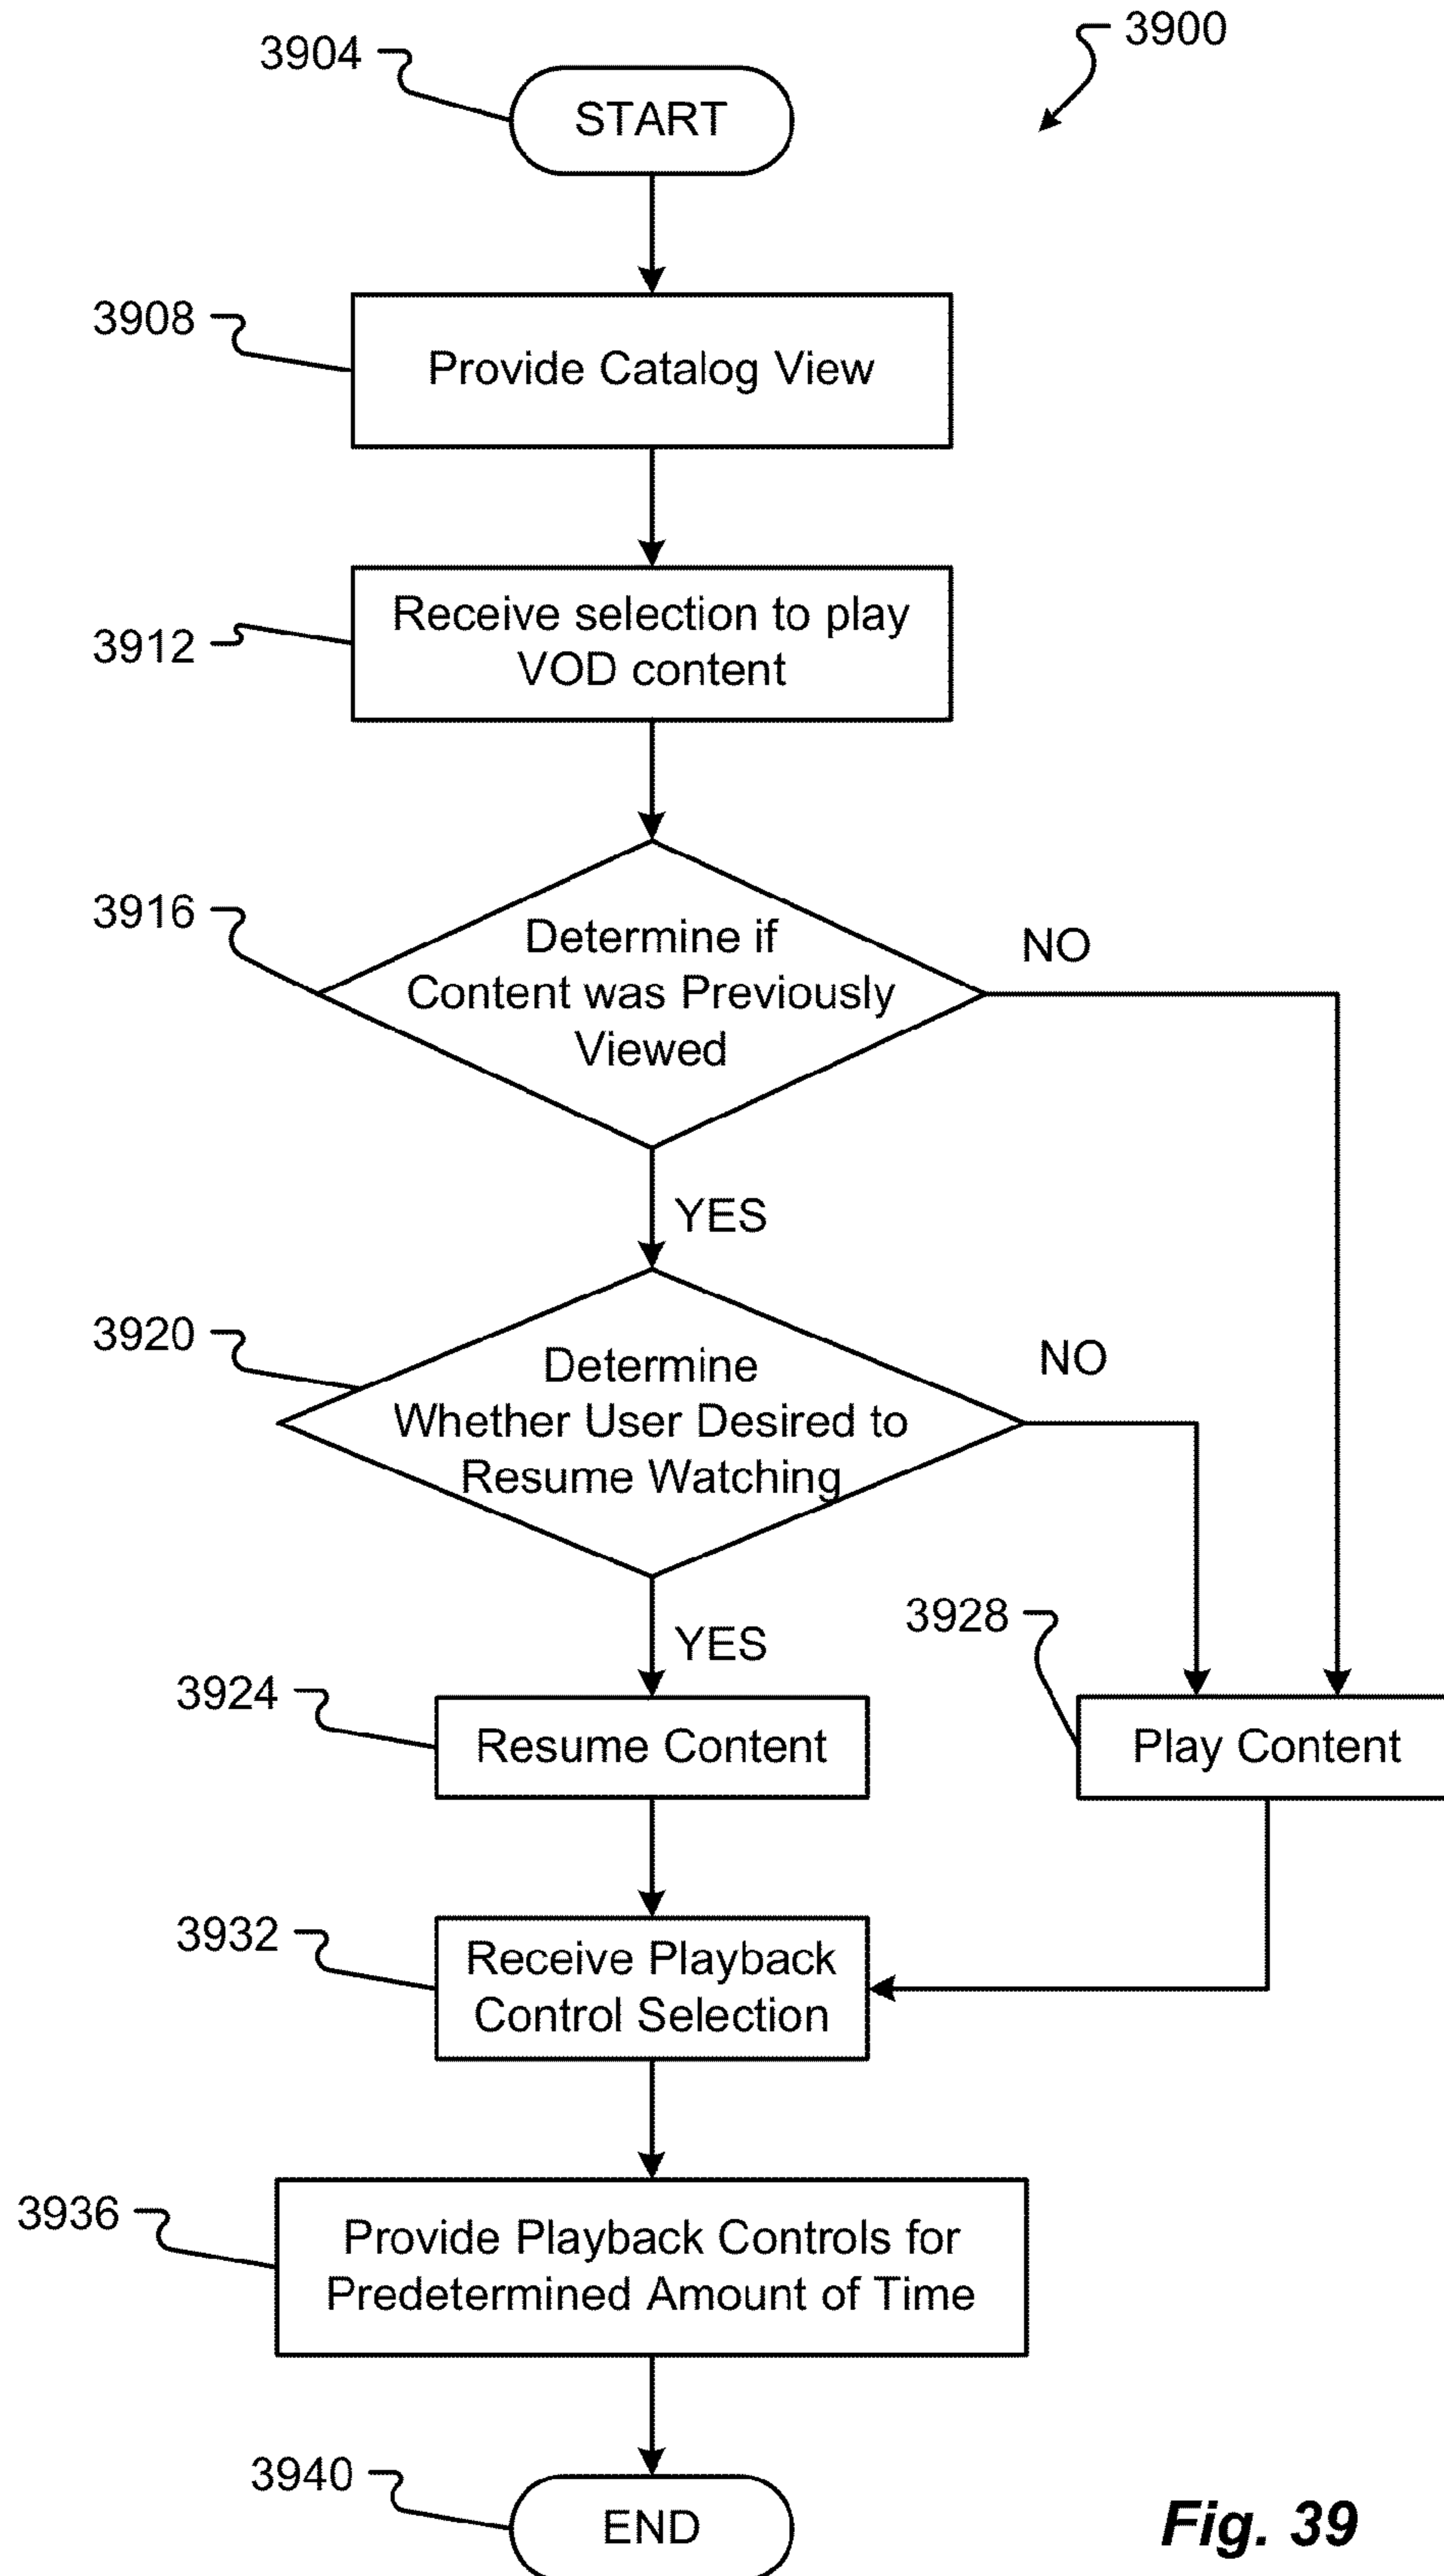 3900
3904
START
3908
Provide Catalog View
3912
Receive selection to play
VOD content
3916
Determine if
Content was Previously
Viewed
NO
YES
3920
Determine
Whether User Desired to
Resume Watching
NO
YES
3928
3924
Resume Content
Play Content
3932
Receive Playback
Control Selection
3936
Provide Playback Controls for
Predetermined Amount of Time
3940
END
Fig. 39